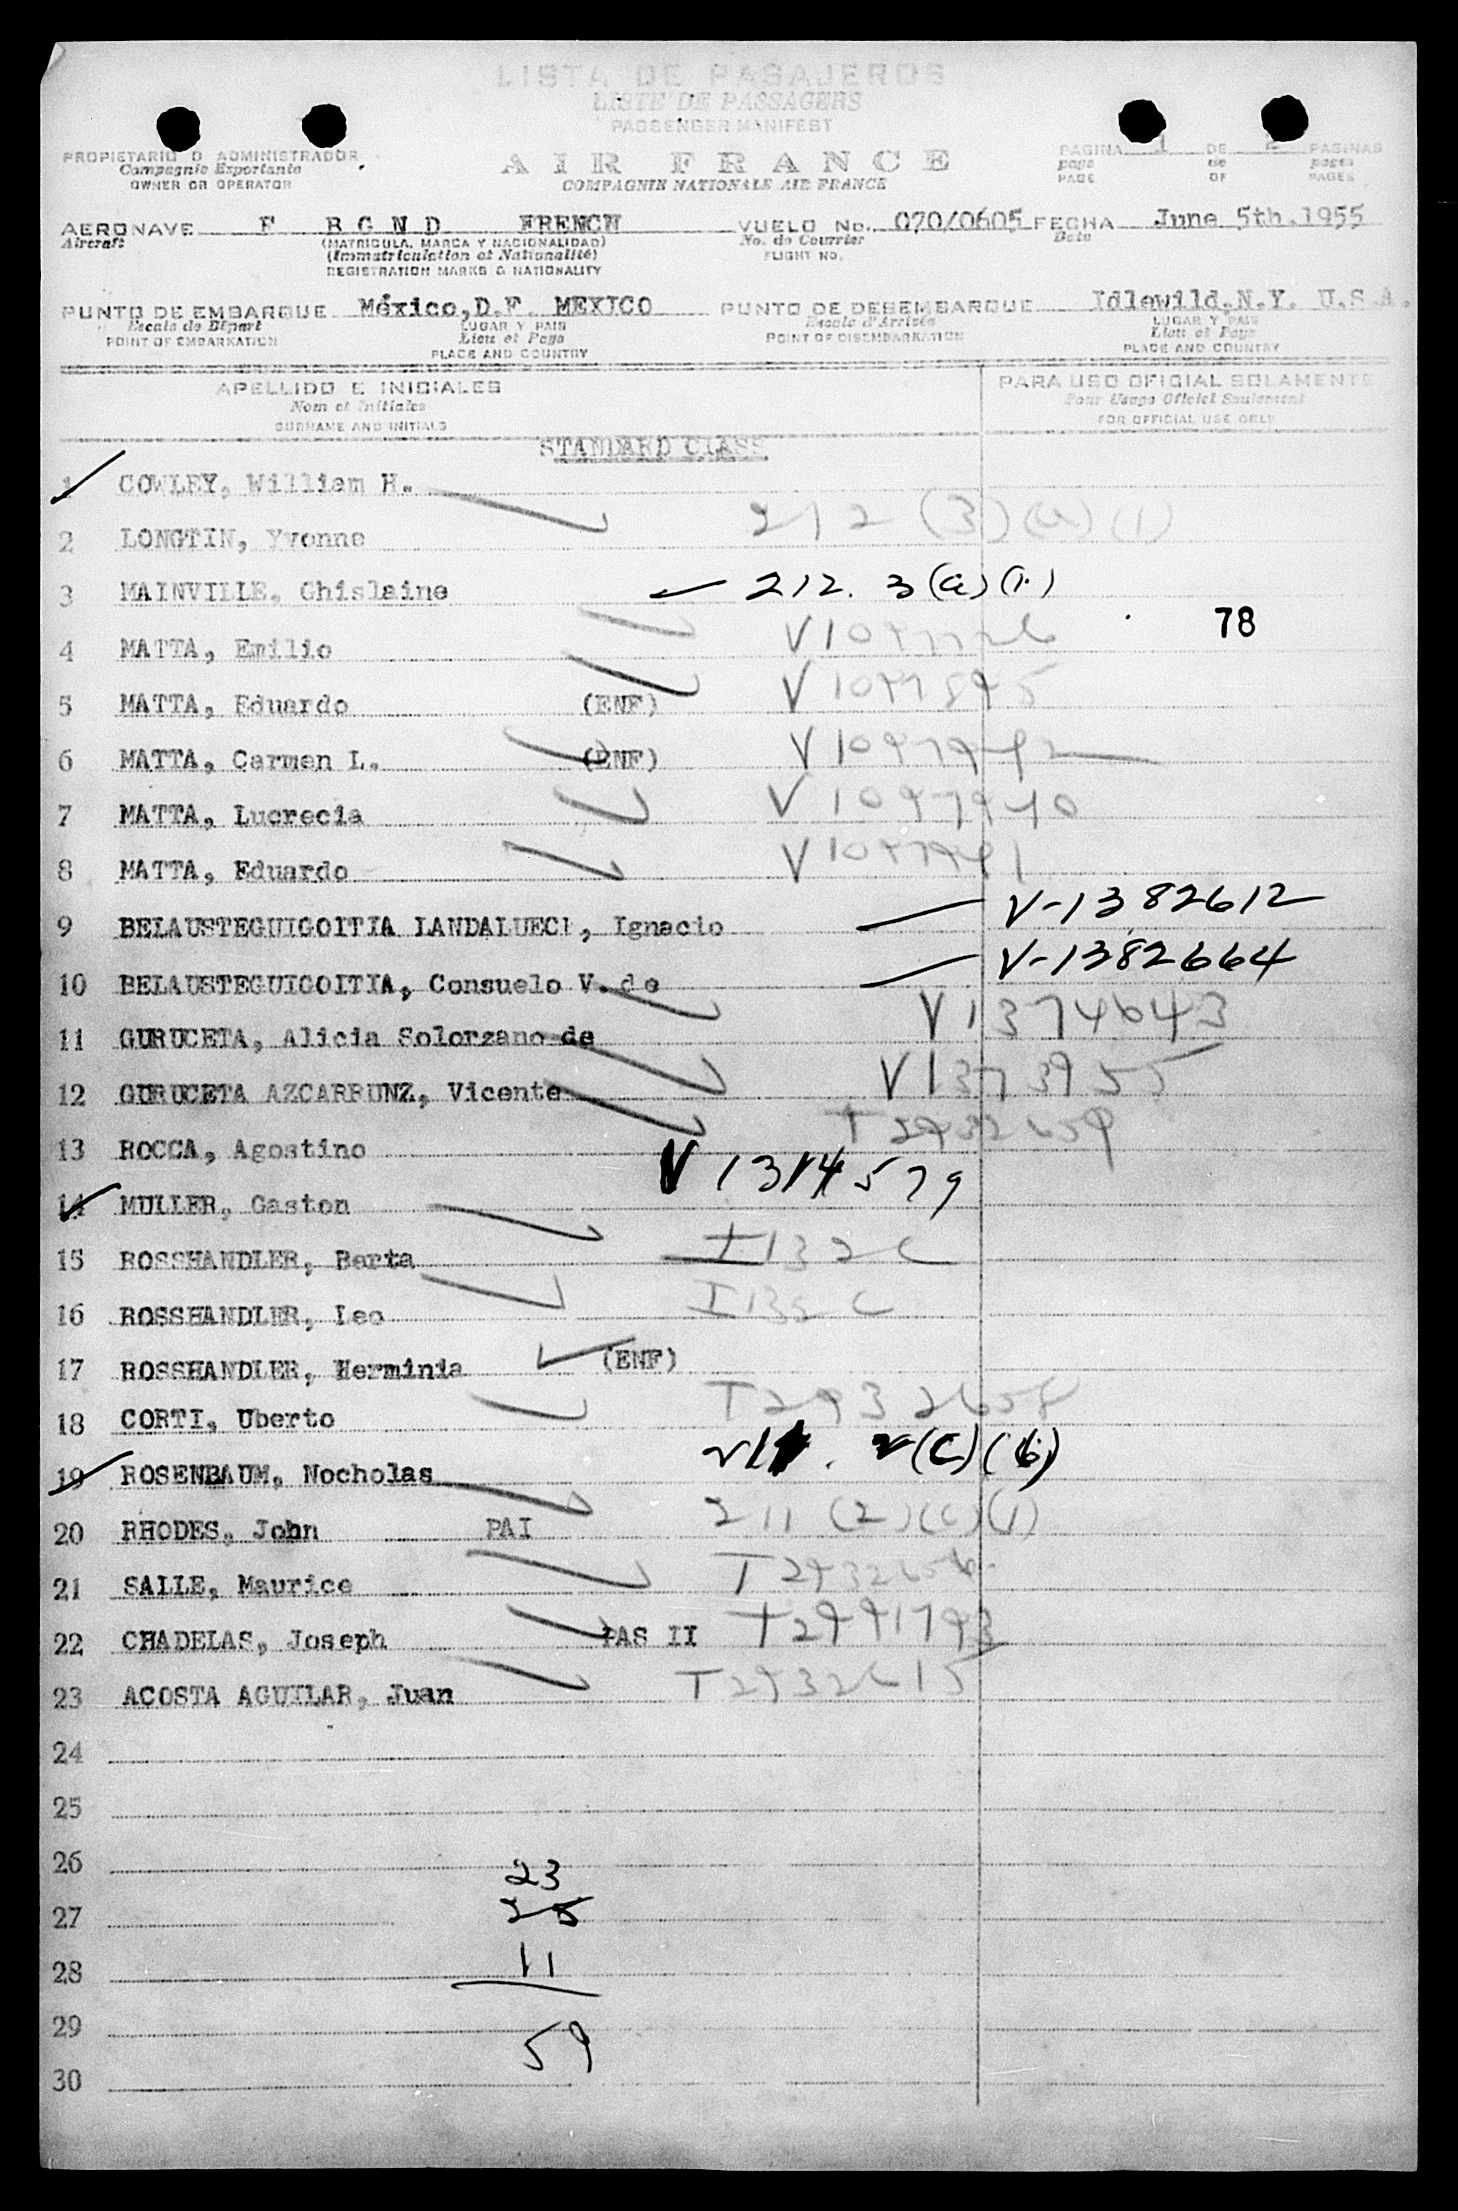 LISTA DE PASAJEROS
LISTE DE PASSAGERS
PASSENGER MANIFEST
PROPIETARIO O ADMINISTRADOR
Compagnie Exportante
OWNER OR OPERATOR
AIR FRANCE
COMPAGNIE NATIONALE AIR FRANCE
PAGINA 1 DE 2 PAGINAS
page de pages
PAGE OF PAGES
AERONAVE F BGND FRENCH VUELO No. 070/0605 FECHA June 5th.1955
Aircraft (MATRICULA, MARCA Y NACIONALIDAD) No. de Courrier Date
(Immatriculation et Nationalité) FLIGHT NO.
REGISTRATION MARKS & NATIONALITY
PUNTO DE EMBARQUE México,D.F. MEXICO PUNTO DE DESEMBARQUE Idlewild,N.Y. U.S.A.
Escale de Départ LUGAR Y PAIS Escale d'Arrivée LUGAR Y PAIS
POINT OF EMBARKATION Lieu et Pays POINT OF DISEMBARKATION Lieu et Pays
PLACE AND COUNTRY PLACE AND COUNTRY
APELLIDO E INICIALES PARA USO OFICIAL SOLAMENTE
Nom et Initiales Pour Usage Officiel Seulement
SURNAME AND INITIALS FOR OFFICIAL USE ONLY
STANDARD CLASS
1 COWLEY, William H.
2 LONGTIN, Yvonne 212 (3)(a)(1)
3 MAINVILLE, Ghislaine 212. 3(a)(1)
78
4 MATTA, Emilio
5 MATTA, Eduardo (ENF)
6 MATTA, Carmen L. (ENF)
7 MATTA, Lucrecia V1097940
8 MATTA, Eduardo
9 BELAUSTEGUIGOITIA LANDALUECE, Ignacio V-1382612
10 BELAUSTEGUIGOITIA, Consuelo V. de V-1382664
11 GURUCETA, Alicia Solorzano de V1374643
12 GURUCETA AZCARRUNZ, Vicente V1373955
13 ROCCA, Agostino T2932659
14 MULLER, Gaston V1314579
15 ROSSHANDLER, Berta I132C
16 ROSSHANDLER, Leo I132C
17 ROSSHANDLER, Herminia (ENF)
18 CORTI, Uberto T2932658
19 ROSENBAUM, Nocholas
20 RHODES, John PAI 211 (2)(C)(1)
21 SALLE, Maurice
22 CHADELAS, Joseph PAS II T2991793
23 ACOSTA AGUILAR, Juan T2932615
24
25
26
23
27
25
28
11
29
59
30